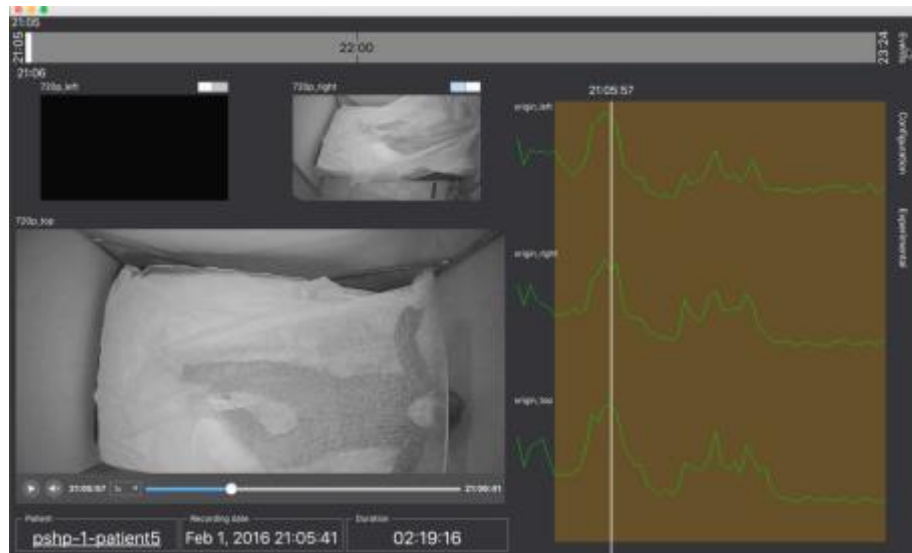 21:05
21:05
22:00
23:24
Events
21:06
720p_left
720p_right
21:05:57
origin_left
Configuration
Experimental
720p_top
origin_right
origin_top
21:05:57
1x
21:06:41
Patient
Recording date
Duration
pshp-1-patient5
Feb 1, 2016 21:05:41
02:19:16